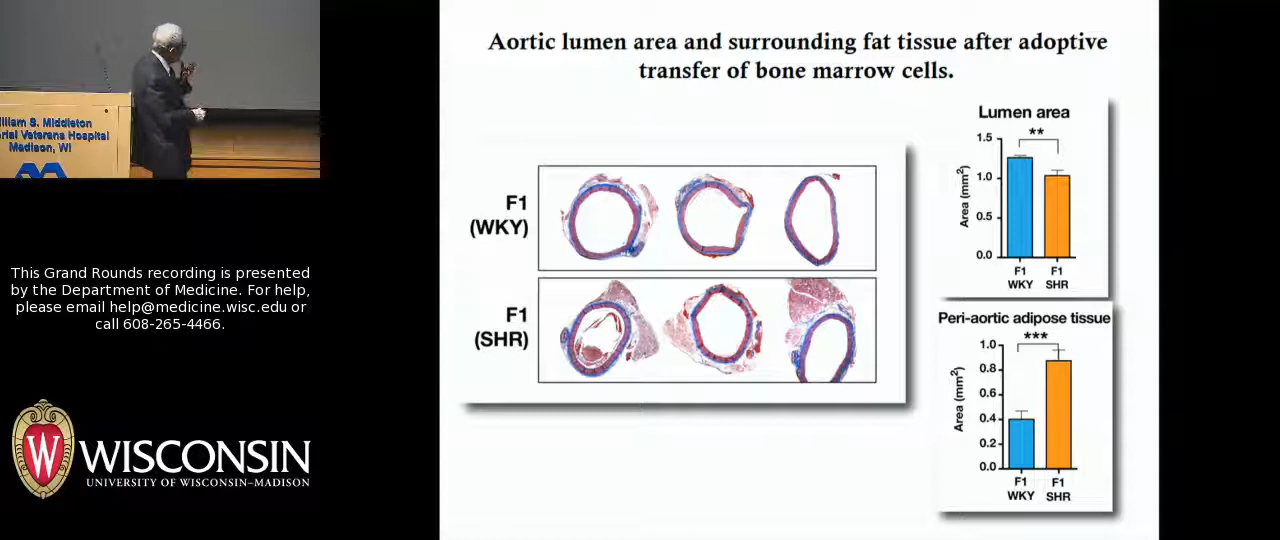 Aortic lumen area and surrounding fat tissue after adoptive
transfer of bone marrow cells.
illiam S. Middleton
rial Veterans Hospital
Madison, WI
This Grand Rounds recording is presented
by the Department of Medicine. For help,
please email help@medicine.wisc.edu or
call 608-265-4466.
W
WISCONSIN
UNIVERSITY OF WISCONSIN–MADISON
F1
(WKY)
F1
(SHR)
Lumen area
**
1.5
1.0
0.5
0.0
Area (mm2)
F1 F1
WKY SHR
Peri-aortic adipose tissue
***
1.0
0.8
0.6
0.4
0.2
0.0
Area (mm2)
F1 F1
WKY SHR